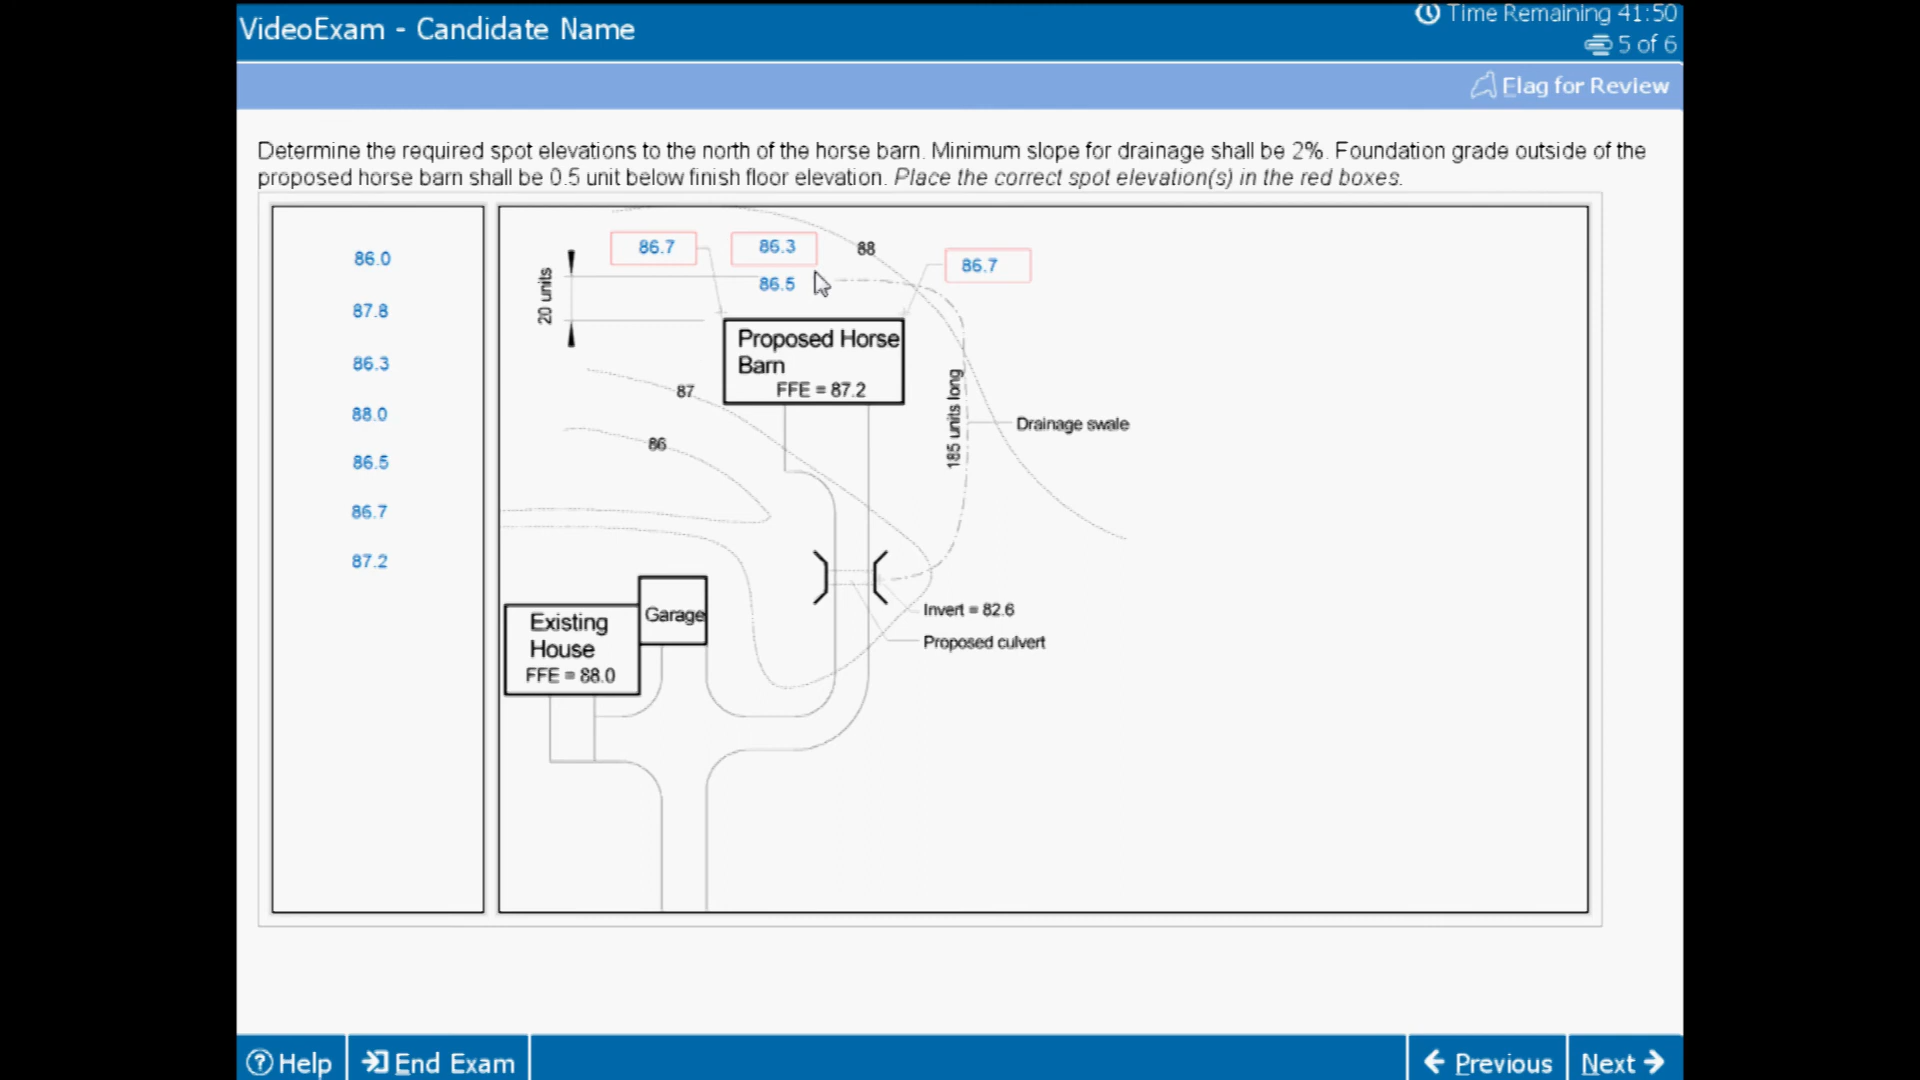 VideoExam - Candidate Name
Time Remaining 41:50
5 of 6
Flag for Review
Determine the required spot elevations to the north of the horse barn. Minimum slope for drainage shall be 2%. Foundation grade outside of the
proposed horse barn shall be 0.5 unit below finish floor elevation. Place the correct spot elevation(s) in the red boxes.
86.0
87.8
86.3
88.0
86.5
86.7
87.2
86.7
86.3
88
86.7
86.5
20 units
Proposed Horse
Barn
FFE = 87.2
87
86
185 units long
Drainage swale
Invert = 82.6
Proposed culvert
Garage
Existing
House
FFE = 88.0
Help
End Exam
Previous
Next